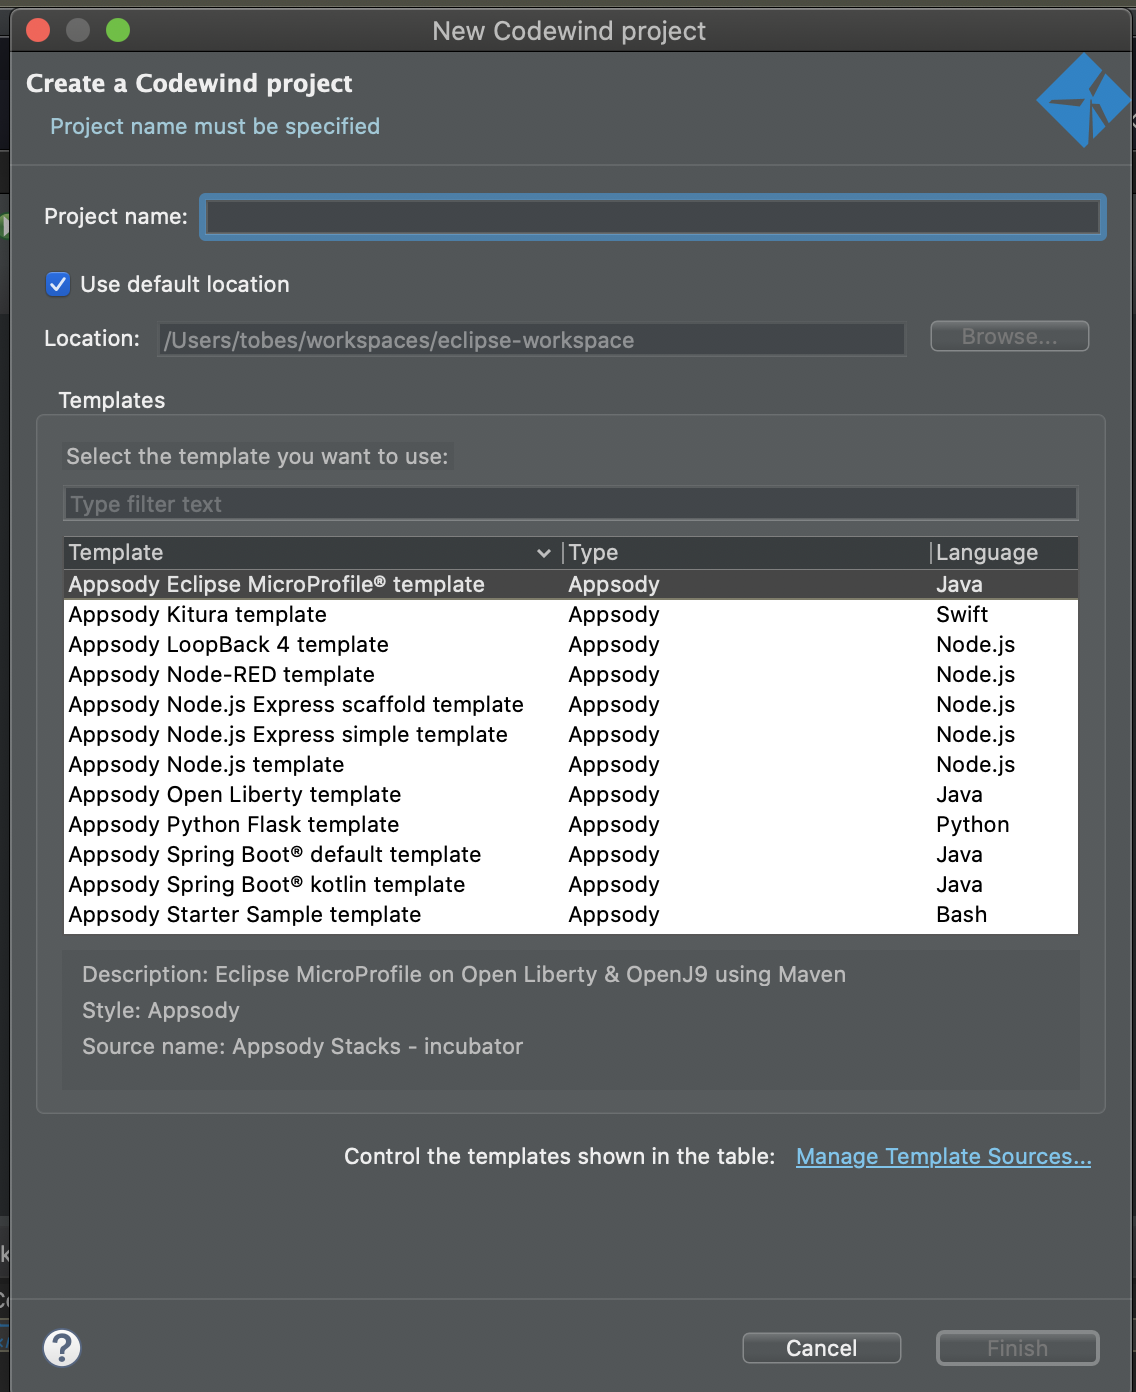 New Codewind project
Create a Codewind project
Project name must be specified
Project name:
Use default location
Location: /Users/tobes/workspaces/eclipse-workspace Browse...
Templates
Select the template you want to use:
Type filter text
Template Type Language
Appsody Eclipse MicroProfile® template Appsody Java
Appsody Kitura template Appsody Swift
Appsody LoopBack 4 template Appsody Node.js
Appsody Node-RED template Appsody Node.js
Appsody Node.js Express scaffold template Appsody Node.js
Appsody Node.js Express simple template Appsody Node.js
Appsody Node.js template Appsody Node.js
Appsody Open Liberty template Appsody Java
Appsody Python Flask template Appsody Python
Appsody Spring Boot® default template Appsody Java
Appsody Spring Boot® kotlin template Appsody Java
Appsody Starter Sample template Appsody Bash
Description: Eclipse MicroProfile on Open Liberty & OpenJ9 using Maven
Style: Appsody
Source name: Appsody Stacks - incubator
Control the templates shown in the table: Manage Template Sources...
? Cancel Finish